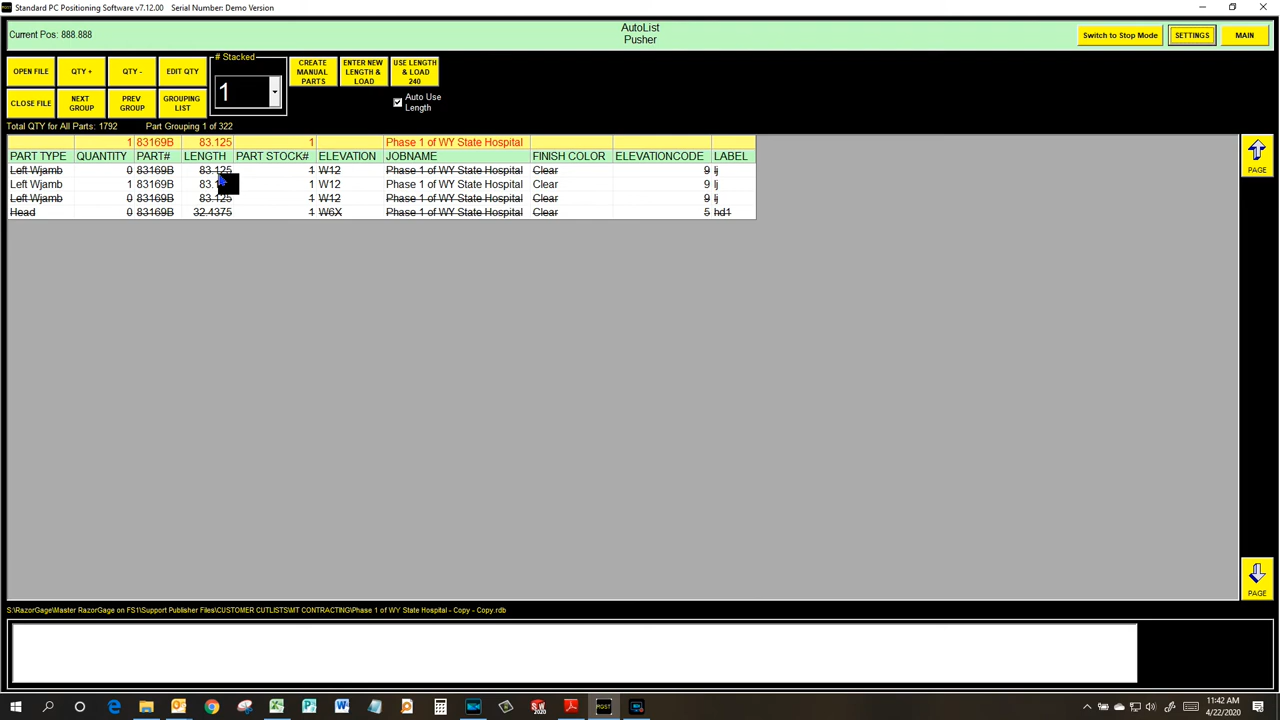 Standard PC Positioning Software v7.12.00 Serial Number: Demo Version
Current Pos: 888.888
AutoList
Pusher
Switch to Stop Mode
SETTINGS
MAIN
OPEN FILE
QTY +
QTY -
EDIT QTY
# Stacked
1
CREATE MANUAL PARTS
ENTER NEW LENGTH & LOAD
USE LENGTH & LOAD 240
CLOSE FILE
NEXT GROUP
PREV GROUP
GROUPING LIST
Auto Use Length
Total QTY for All Parts: 1792 Part Grouping 1 of 322
1 83169B 83.125 1 Phase 1 of WY State Hospital
PART TYPE QUANTITY PART# LENGTH PART STOCK# ELEVATION JOBNAME FINISH COLOR ELEVATIONCODE LABEL
Left Wjamb 0 83169B 83.125 1 W12 Phase 1 of WY State Hospital Clear 9 lj
Left Wjamb 1 83169B 83. 1 W12 Phase 1 of WY State Hospital Clear 9 lj
Left Wjamb 0 83169B 83.125 1 W12 Phase 1 of WY State Hospital Clear 9 lj
Head 0 83169B 32.4375 1 W6X Phase 1 of WY State Hospital Clear 5 hd1
PAGE
PAGE
S:\RazorGage\Master RazorGage on FS1\Support Publisher Files\CUSTOMER CUTLISTS\MT CONTRACTING\Phase 1 of WY State Hospital - Copy - Copy.rdb
11:42 AM
4/22/2020